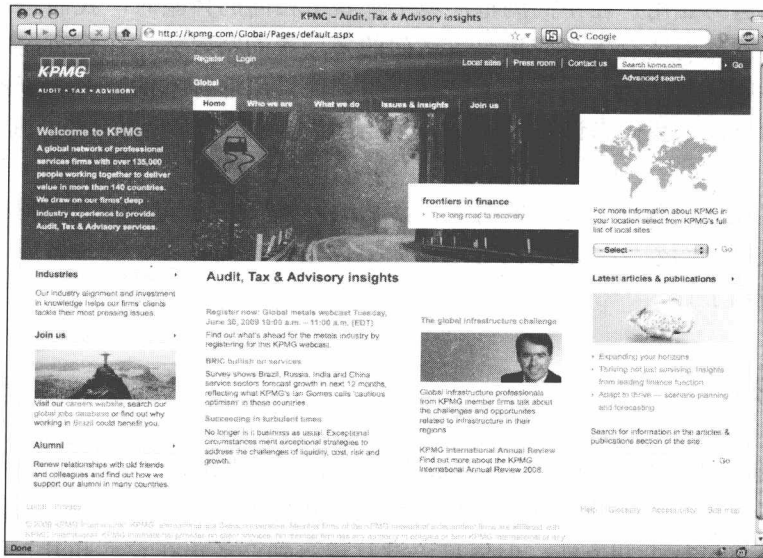 KPMG – Audit, Tax & Advisory insights
http://kpmg.com/Global/Pages/default.aspx
Google
KPMG
AUDIT • TAX • ADVISORY
Register Login
Local sites | Press room | Contact us
Search kpmg.com
Go
Advanced search
Global
Home
Who we are
What we do
Issues & insights
Join us
Welcome to KPMG
A global network of professional
services firms with over 135,000
people working together to deliver
value in more than 140 countries.
We draw on our firms' deep
industry experience to provide
Audit, Tax & Advisory services.
frontiers in finance
The long road to recovery
For more information about KPMG in
your location select from KPMG's full
list of local sites
- Select -
Go
Industries
Our industry alignment and investment
in knowledge helps our firms' clients
tackle their most pressing issues.
Join us
Visit our careers website, search our
global jobs database or find out why
working in Brazil could benefit you.
Alumni
Renew relationships with old friends
and colleagues and find out how we
support our alumni in many countries.
Audit, Tax & Advisory insights
Register now: Global metals webcast Tuesday,
June 30, 2009 10:00 a.m. – 11:00 a.m. (EDT)
Find out what's ahead for the metals industry by
registering for this KPMG webcast.
BRIC bullish on services
Survey shows Brazil, Russia, India and China
service sectors forecast growth in next 12 months,
reflecting what KPMG's Ian Gomes calls 'cautious
optimism' in those countries.
Succeeding in turbulent times
No longer is it business as usual. Exceptional
circumstances merit exceptional strategies to
address the challenges of liquidity, cost, risk and
growth.
The global infrastructure challenge
Global infrastructure professionals
from KPMG member firms talk about
the challenges and opportunites
related to infrastructure in their
regions
KPMG International Annual Review
Find out more about the KPMG
International Annual Review 2008.
Latest articles & publications
Expanding your horizons
Thriving not just surviving. Insights
from leading finance function
Adapt to thrive — scenario planning
and forecasting
Search for information in the articles &
publications section of the site.
Go
Legal Privacy
Help Glossary Accessibility Site map
Done